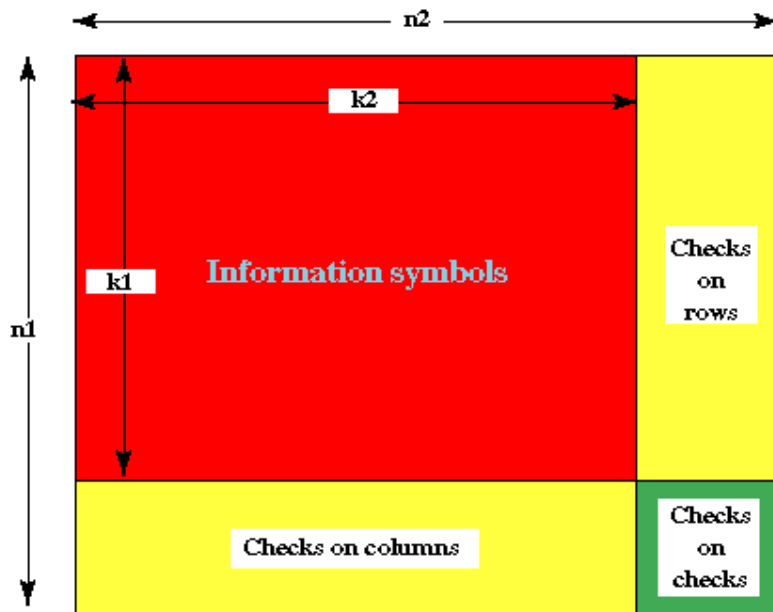 n2
k2
Information symbols
k1
n1
Checks
on
rows
Checks on columns
Checks
on
checks